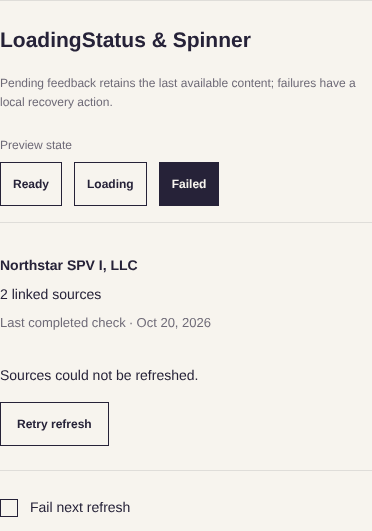 LoadingStatus & Spinner
Pending feedback retains the last available content; failures have a
local recovery action.
Preview state
Ready
Loading
Failed
Northstar SPV I, LLC
2 linked sources
Last completed check · Oct 20, 2026
Sources could not be refreshed.
Retry refresh
Fail next refresh